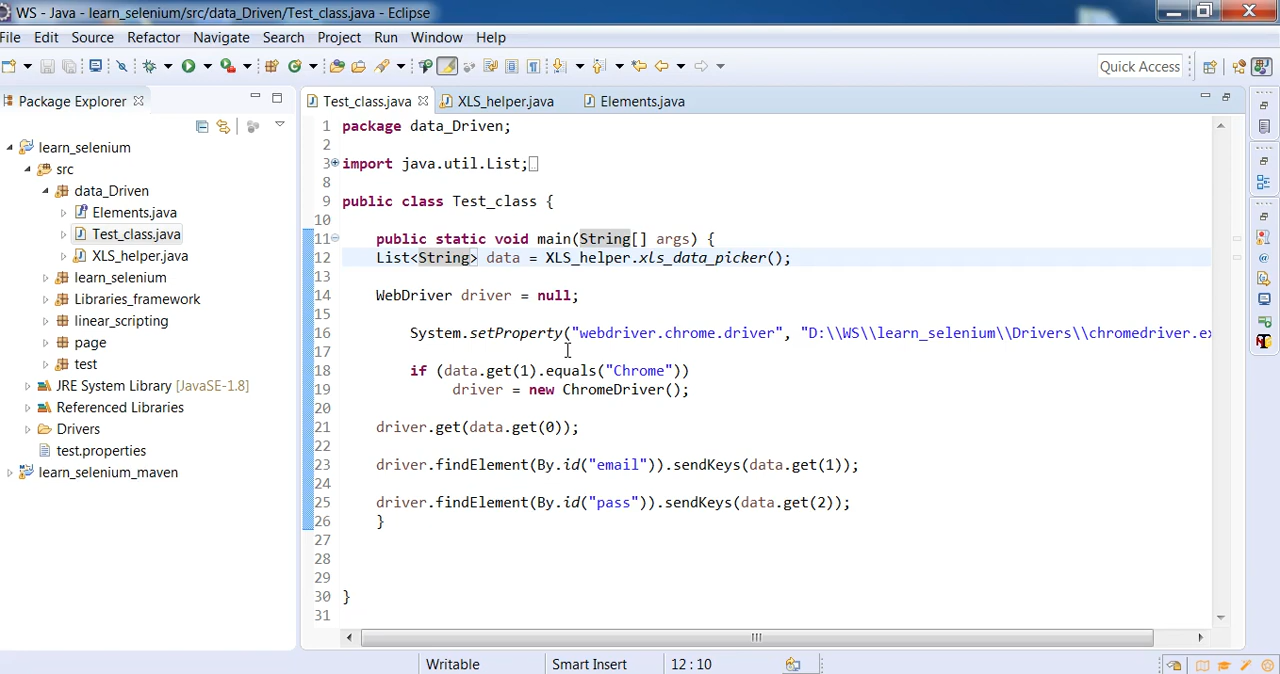 WS - Java - learn_selenium/src/data_Driven/Test_class.java - Eclipse
File Edit Source Refactor Navigate Search Project Run Window Help
Quick Access
Package Explorer
learn_selenium
src
data_Driven
Elements.java
Test_class.java
XLS_helper.java
learn_selenium
Libraries_framework
linear_scripting
page
test
JRE System Library [JavaSE-1.8]
Referenced Libraries
Drivers
test.properties
learn_selenium_maven
Test_class.java XLS_helper.java Elements.java
1 package data_Driven;
2
3 import java.util.List;
8
9 public class Test_class {
10
11 public static void main(String[] args) {
12 List<String> data = XLS_helper.xls_data_picker();
13
14 WebDriver driver = null;
15
16 System.setProperty("webdriver.chrome.driver", "D:\\WS\\learn_selenium\\Drivers\\chromedriver.ex
17
18 if (data.get(1).equals("Chrome"))
19 driver = new ChromeDriver();
20
21 driver.get(data.get(0));
22
23 driver.findElement(By.id("email")).sendKeys(data.get(1));
24
25 driver.findElement(By.id("pass")).sendKeys(data.get(2));
26 }
27
28
29
30 }
31
Writable Smart Insert 12 : 10